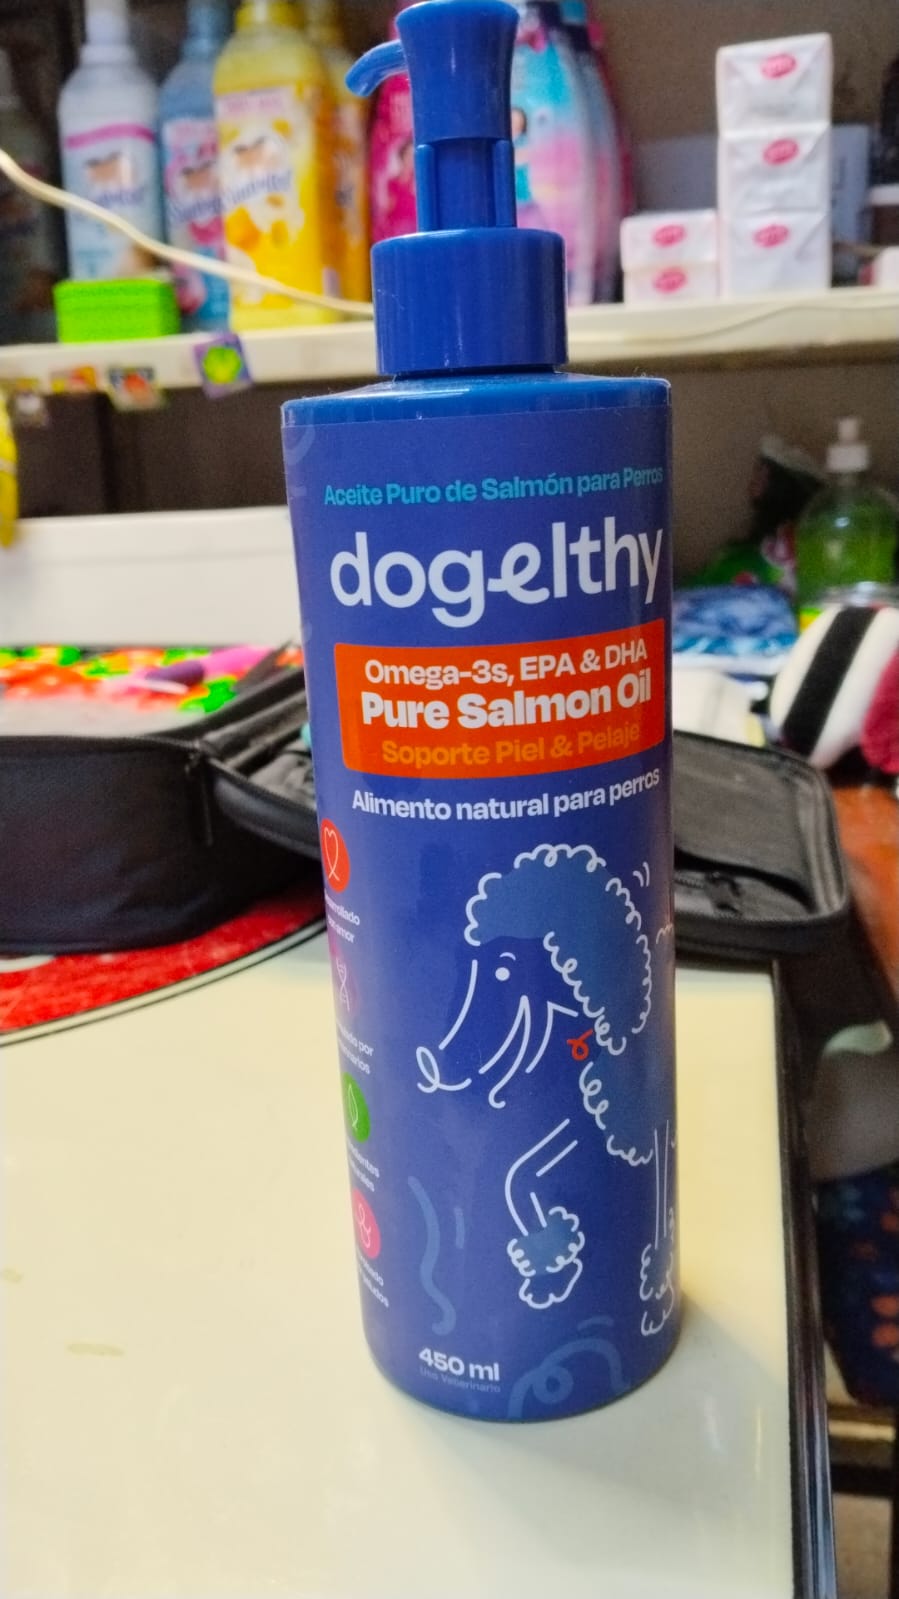 Aceite Puro de Salmón para Perros
dogelthy
Omega-3s, EPA & DHA
Pure Salmon Oil
Soporte Piel & Pelaje
Alimento natural para perros
450 ml
Uso Veterinario